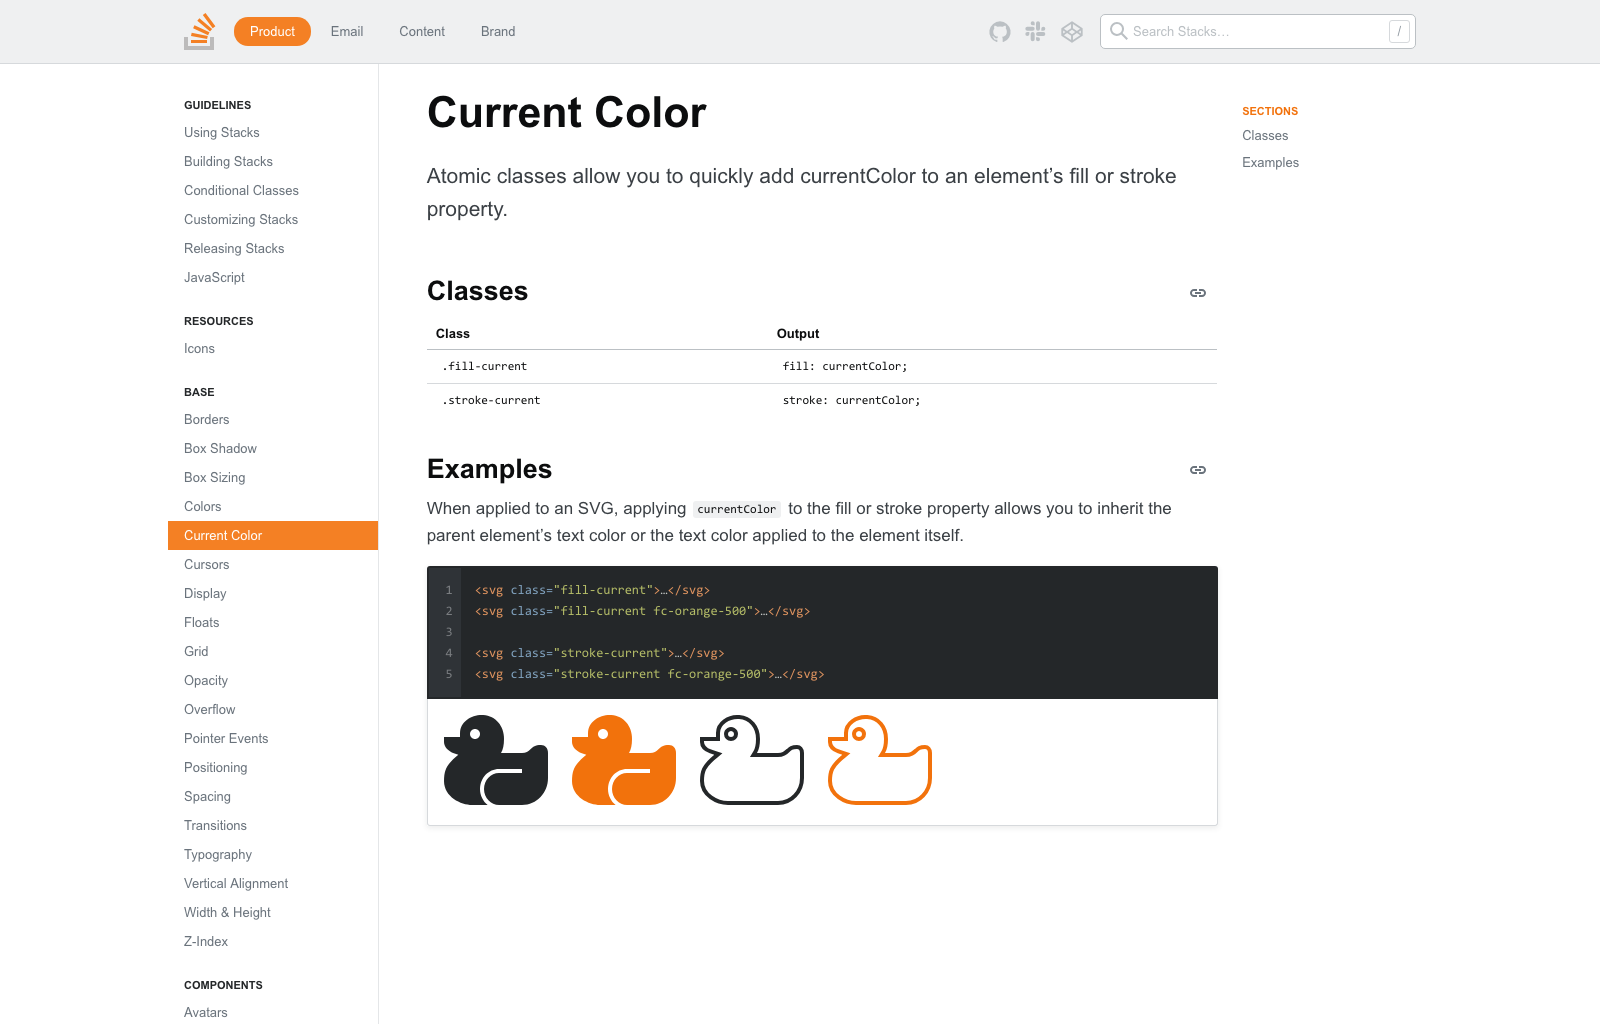 Product
Email
Content
Brand
Search Stacks…
/
GUIDELINES
Using Stacks
Building Stacks
Conditional Classes
Customizing Stacks
Releasing Stacks
JavaScript
RESOURCES
Icons
BASE
Borders
Box Shadow
Box Sizing
Colors
Current Color
Cursors
Display
Floats
Grid
Opacity
Overflow
Pointer Events
Positioning
Spacing
Transitions
Typography
Vertical Alignment
Width & Height
Z-Index
COMPONENTS
Avatars
Current Color
Atomic classes allow you to quickly add currentColor to an element’s fill or stroke
property.
Classes
Class Output
.fill-current fill: currentColor;
.stroke-current stroke: currentColor;
Examples
When applied to an SVG, applying currentColor to the fill or stroke property allows you to inherit the
parent element’s text color or the text color applied to the element itself.
1 <svg class="fill-current">…</svg>
2 <svg class="fill-current fc-orange-500">…</svg>
3
4 <svg class="stroke-current">…</svg>
5 <svg class="stroke-current fc-orange-500">…</svg>
SECTIONS
Classes
Examples